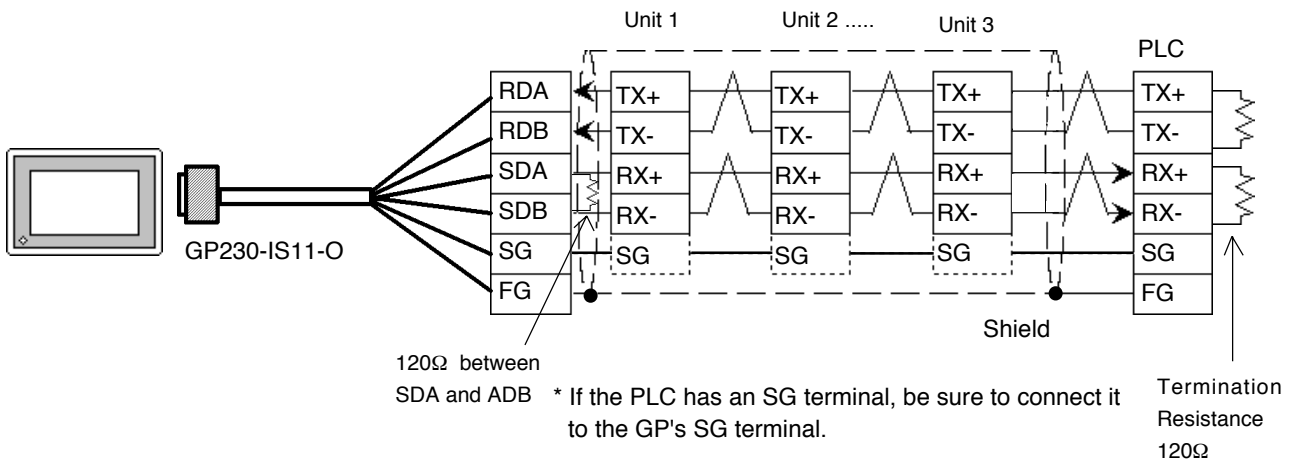 Unit 1
Unit 2 .....
Unit 3
PLC
RDA
TX+
TX+
TX+
TX+
RDB
TX-
TX-
TX-
TX-
SDA
RX+
RX+
RX+
RX+
SDB
RX-
RX-
RX-
RX-
SG
SG
SG
SG
SG
FG
FG
GP230-IS11-O
Shield
120Ω between
SDA and ADB
* If the PLC has an SG terminal, be sure to connect it
to the GP's SG terminal.
Termination
Resistance
120Ω